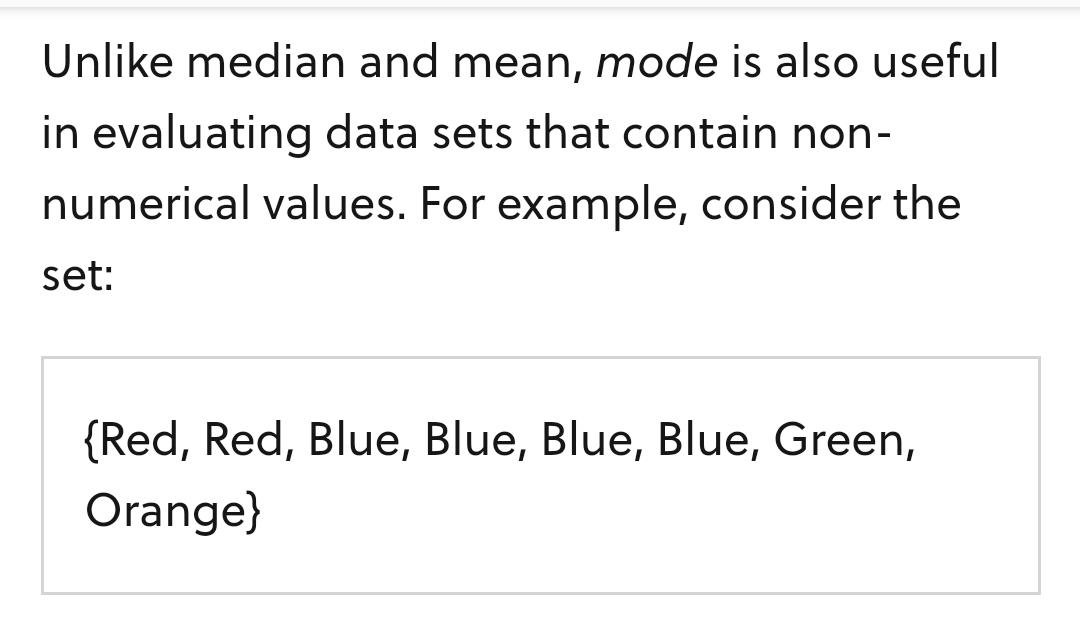 Unlike median and mean, mode is also useful
in evaluating data sets that contain non-
numerical values. For example, consider the
set:
{Red, Red, Blue, Blue, Blue, Blue, Green,
Orange}